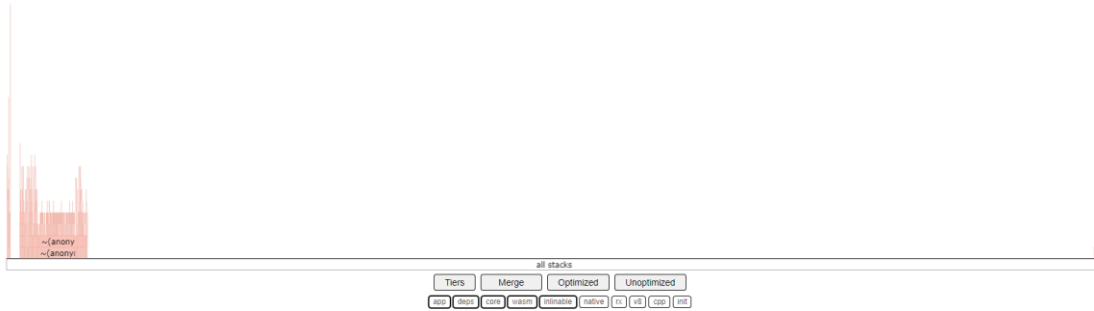 ~(anony
~(anony
all stacks
Tiers Merge Optimized Unoptimized
app deps core wasm inlinable native rx v8 cpp init